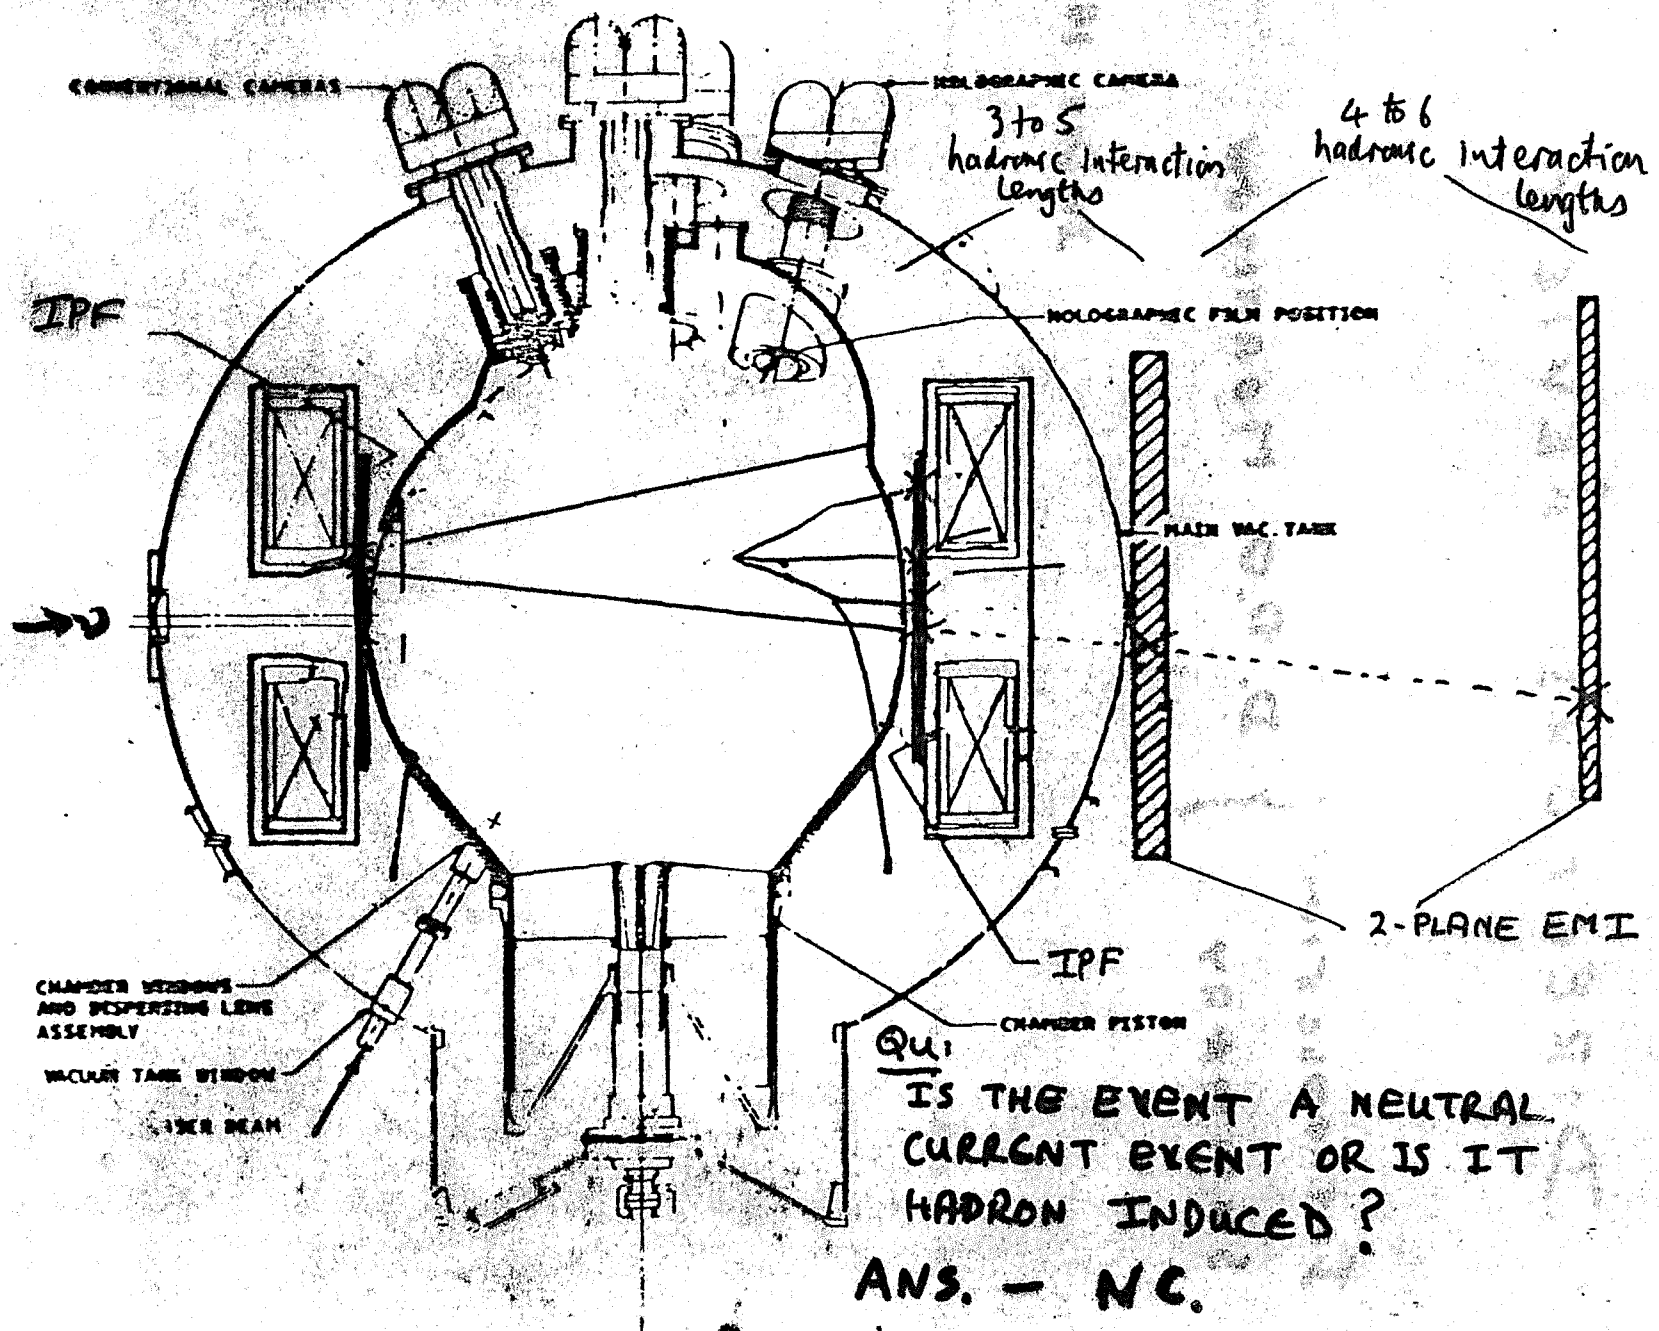 CONVENTIONAL CAMERAS
HOLOGRAPHIC CAMERA
3 to 5
hadronic interaction
lengths
4 to 6
hadronic interaction
lengths
IPF
HOLOGRAPHIC FILM POSITION
MAIN VAC. TANK
2-PLANE EMI
IPF
CHAMBER WINDOWS
AND DISPERSING LENS
ASSEMBLY
VACUUM TANK WINDOW
LASER BEAM
CHAMBER PISTON
QU:
IS THE EVENT A NEUTRAL
CURRENT EVENT OR IS IT
HADRON INDUCED?
ANS. - NC.